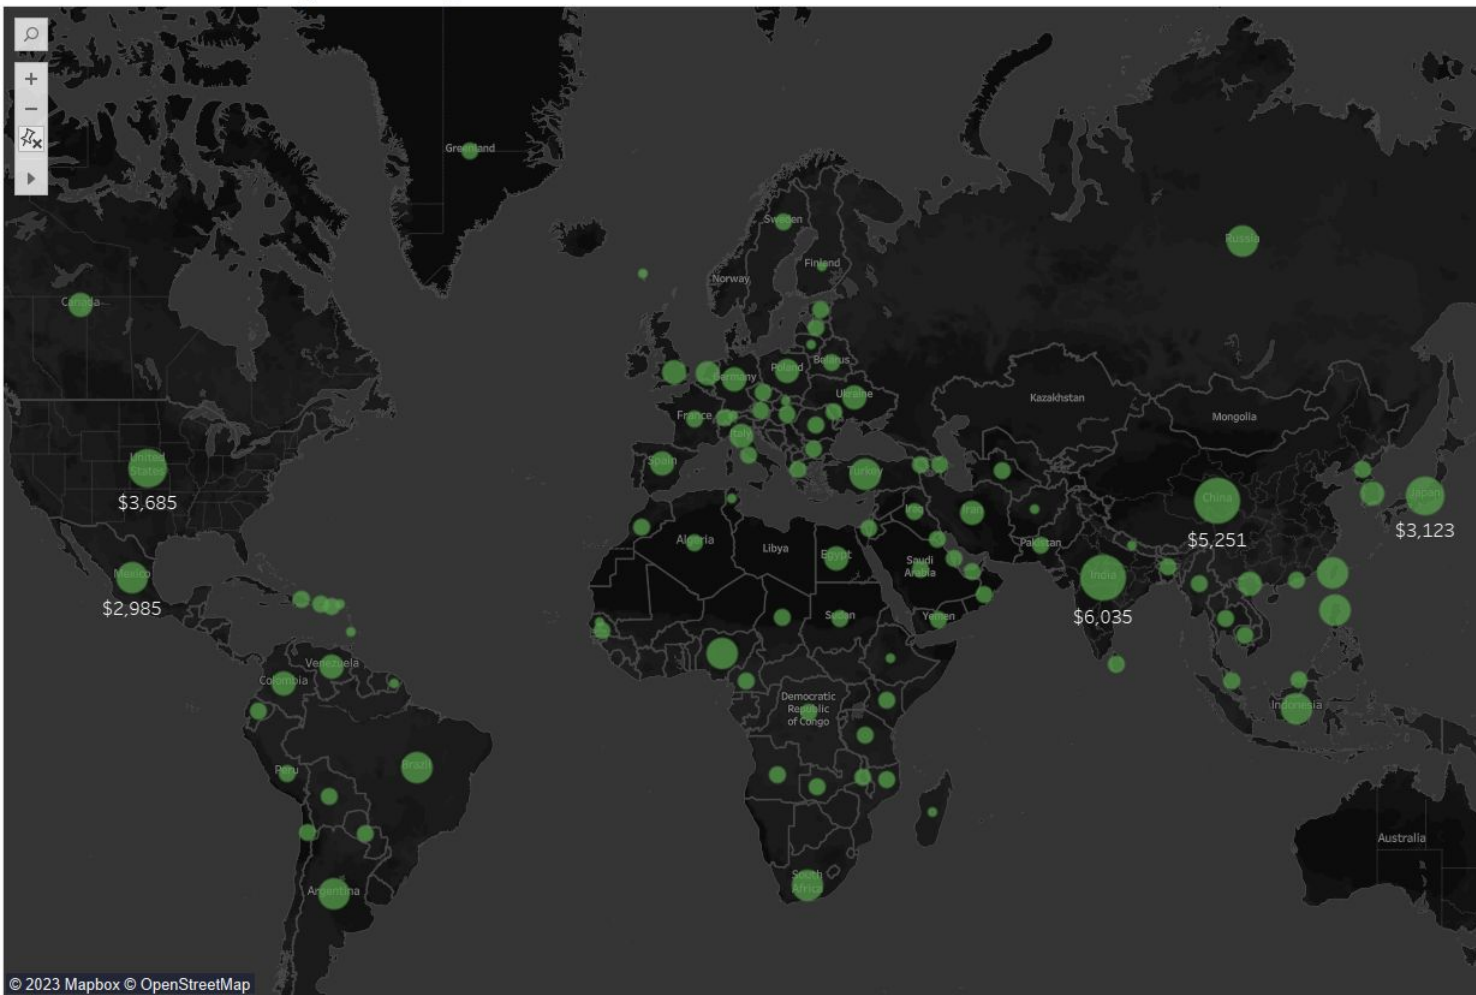 Greenland
Sweden
Finland
Norway
Russia
Canada
Belarus
Poland
Germany
Ukraine
Kazakhstan
France
Mongolia
Italy
United
States
Spain
Turkey
China
Japan
$3,685
Iraq
Iran
$3,123
$5,251
Algeria
Libya
Egypt
Pakistan
Saudi
Arabia
Mexico
India
$2,985
Sudan
Yemen
$6,035
Venezuela
Colombia
Democratic
Republic
of Congo
Indonesia
Peru
Brazil
Australia
South
Africa
Argentina
© 2023 Mapbox © OpenStreetMap